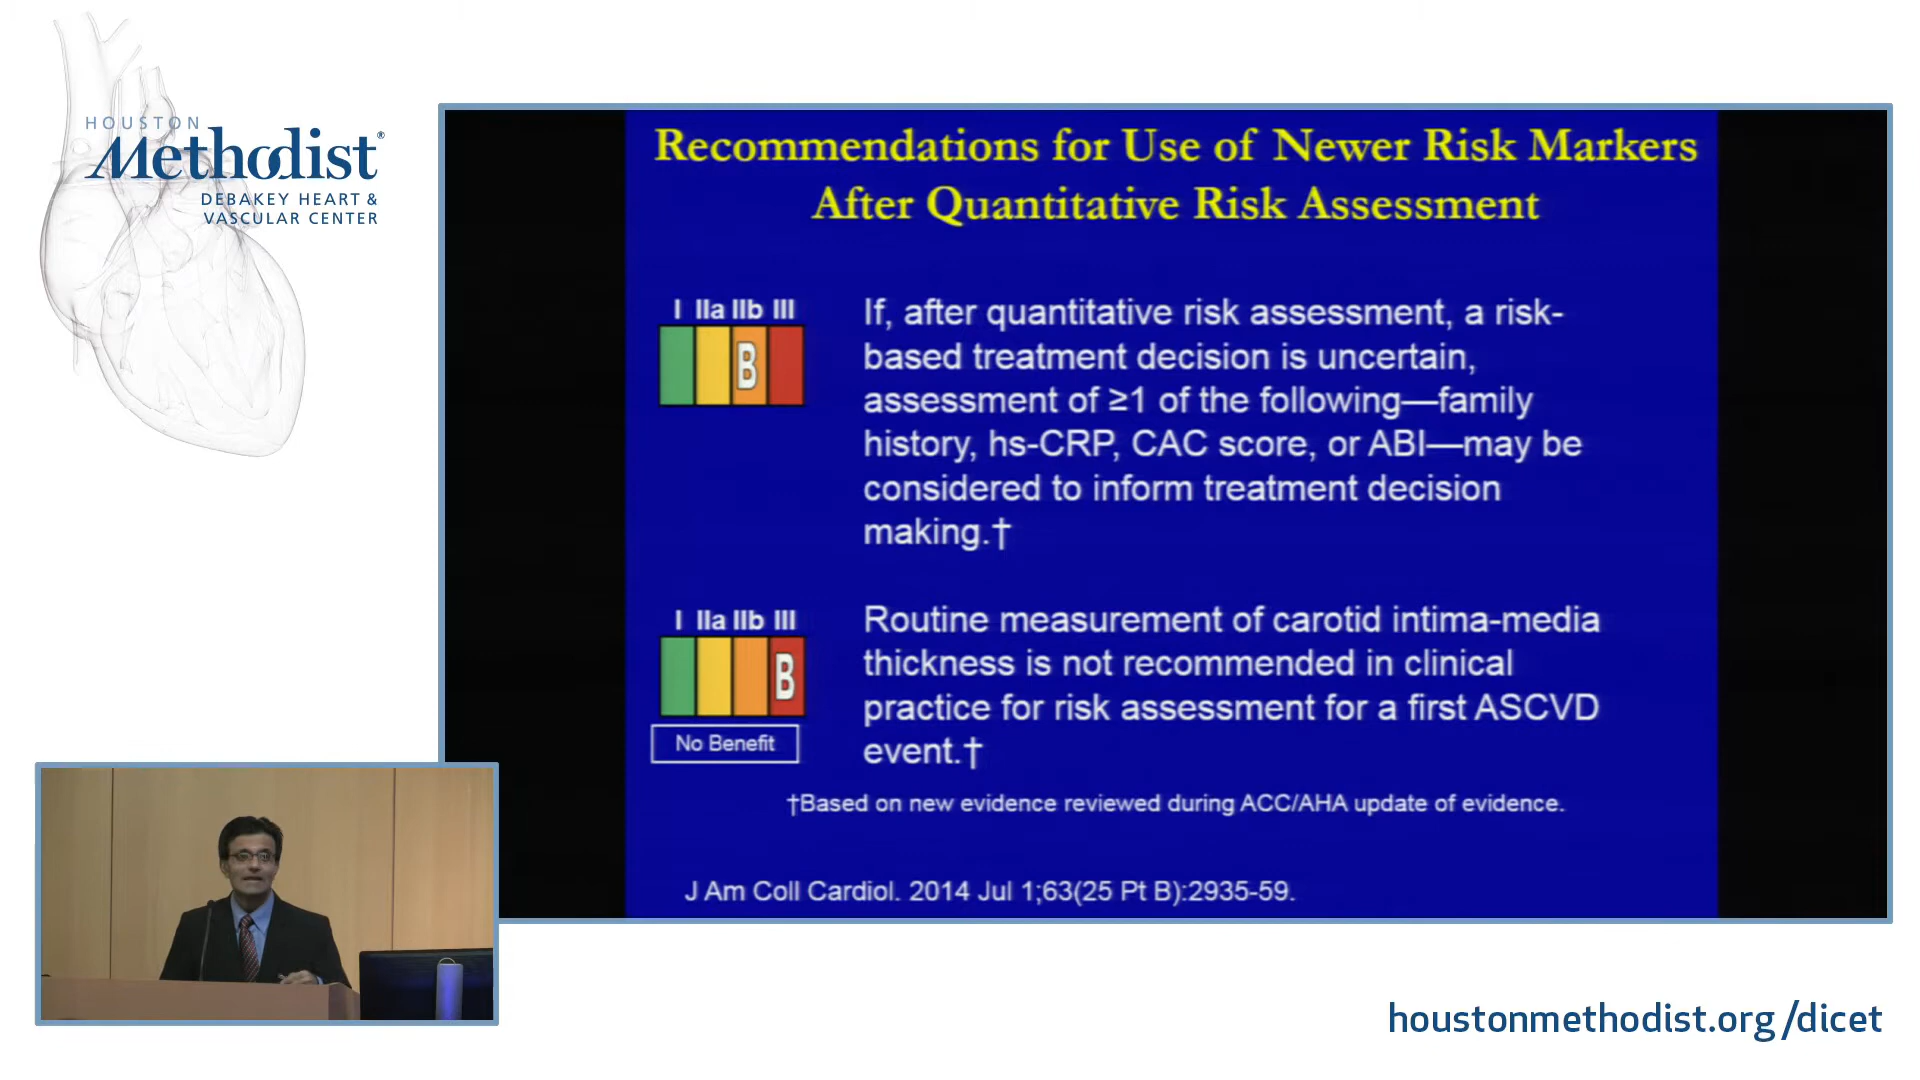 HOUSTON
Methodist®
DEBAKEY HEART &
VASCULAR CENTER
Recommendations for Use of Newer Risk Markers
After Quantitative Risk Assessment
I IIa IIb III
B
If, after quantitative risk assessment, a risk-
based treatment decision is uncertain,
assessment of ≥1 of the following—family
history, hs-CRP, CAC score, or ABI—may be
considered to inform treatment decision
making.†
I IIa IIb III
B
No Benefit
Routine measurement of carotid intima-media
thickness is not recommended in clinical
practice for risk assessment for a first ASCVD
event.†
†Based on new evidence reviewed during ACC/AHA update of evidence.
J Am Coll Cardiol. 2014 Jul 1;63(25 Pt B):2935-59.
houstonmethodist.org/dicet